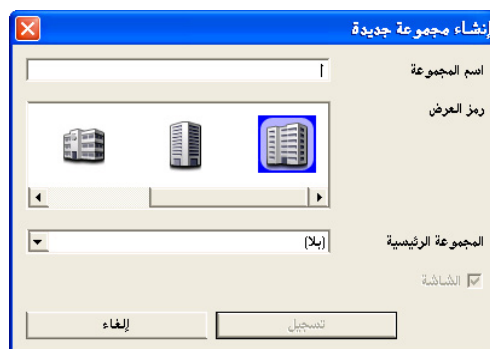 إنشاء مجموعة جديدة
اسم المجموعة
رمز العرض
المجموعة الرئيسية (بلا)
الشاشة
تسجيل إلغاء